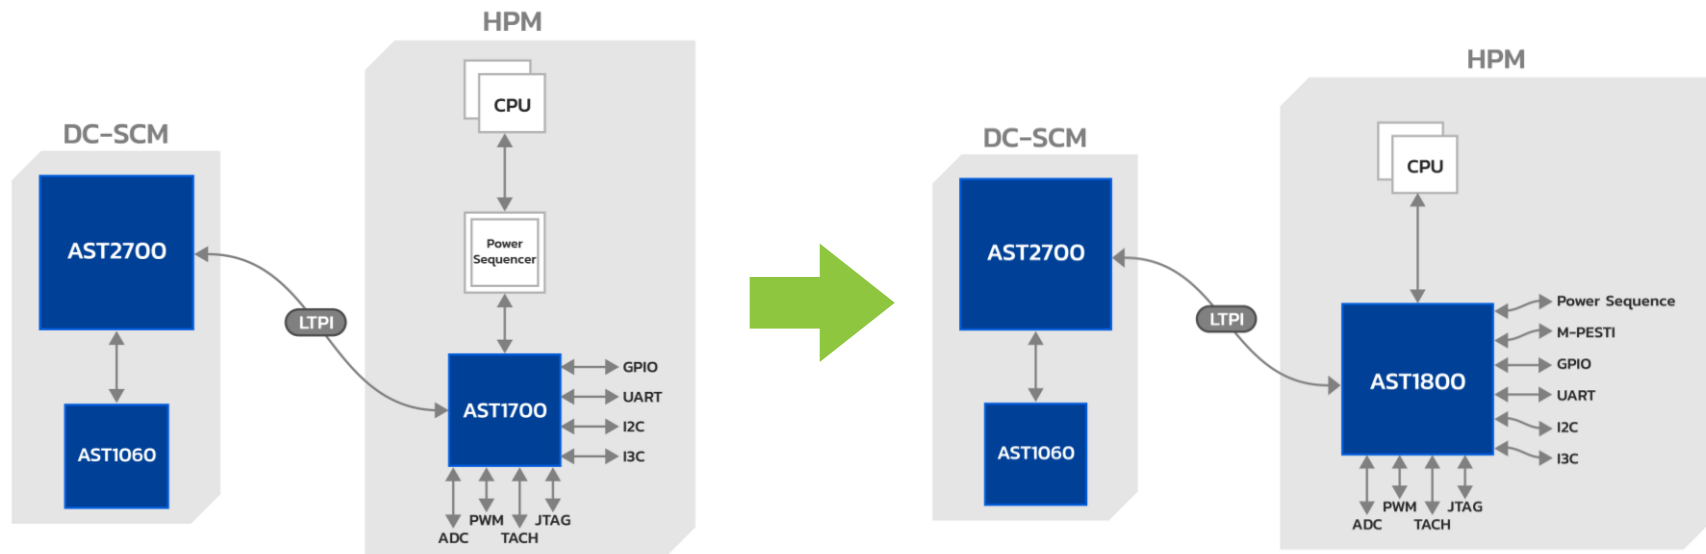 HPM
CPU
DC-SCM
AST2700
Power
Sequencer
LTPI
AST1700
GPIO
UART
I2C
I3C
AST1060
ADC
PWM
TACH
JTAG
HPM
CPU
DC-SCM
AST2700
LTPI
AST1800
Power Sequence
M-PESTI
GPIO
UART
I2C
I3C
AST1060
ADC
PWM
TACH
JTAG